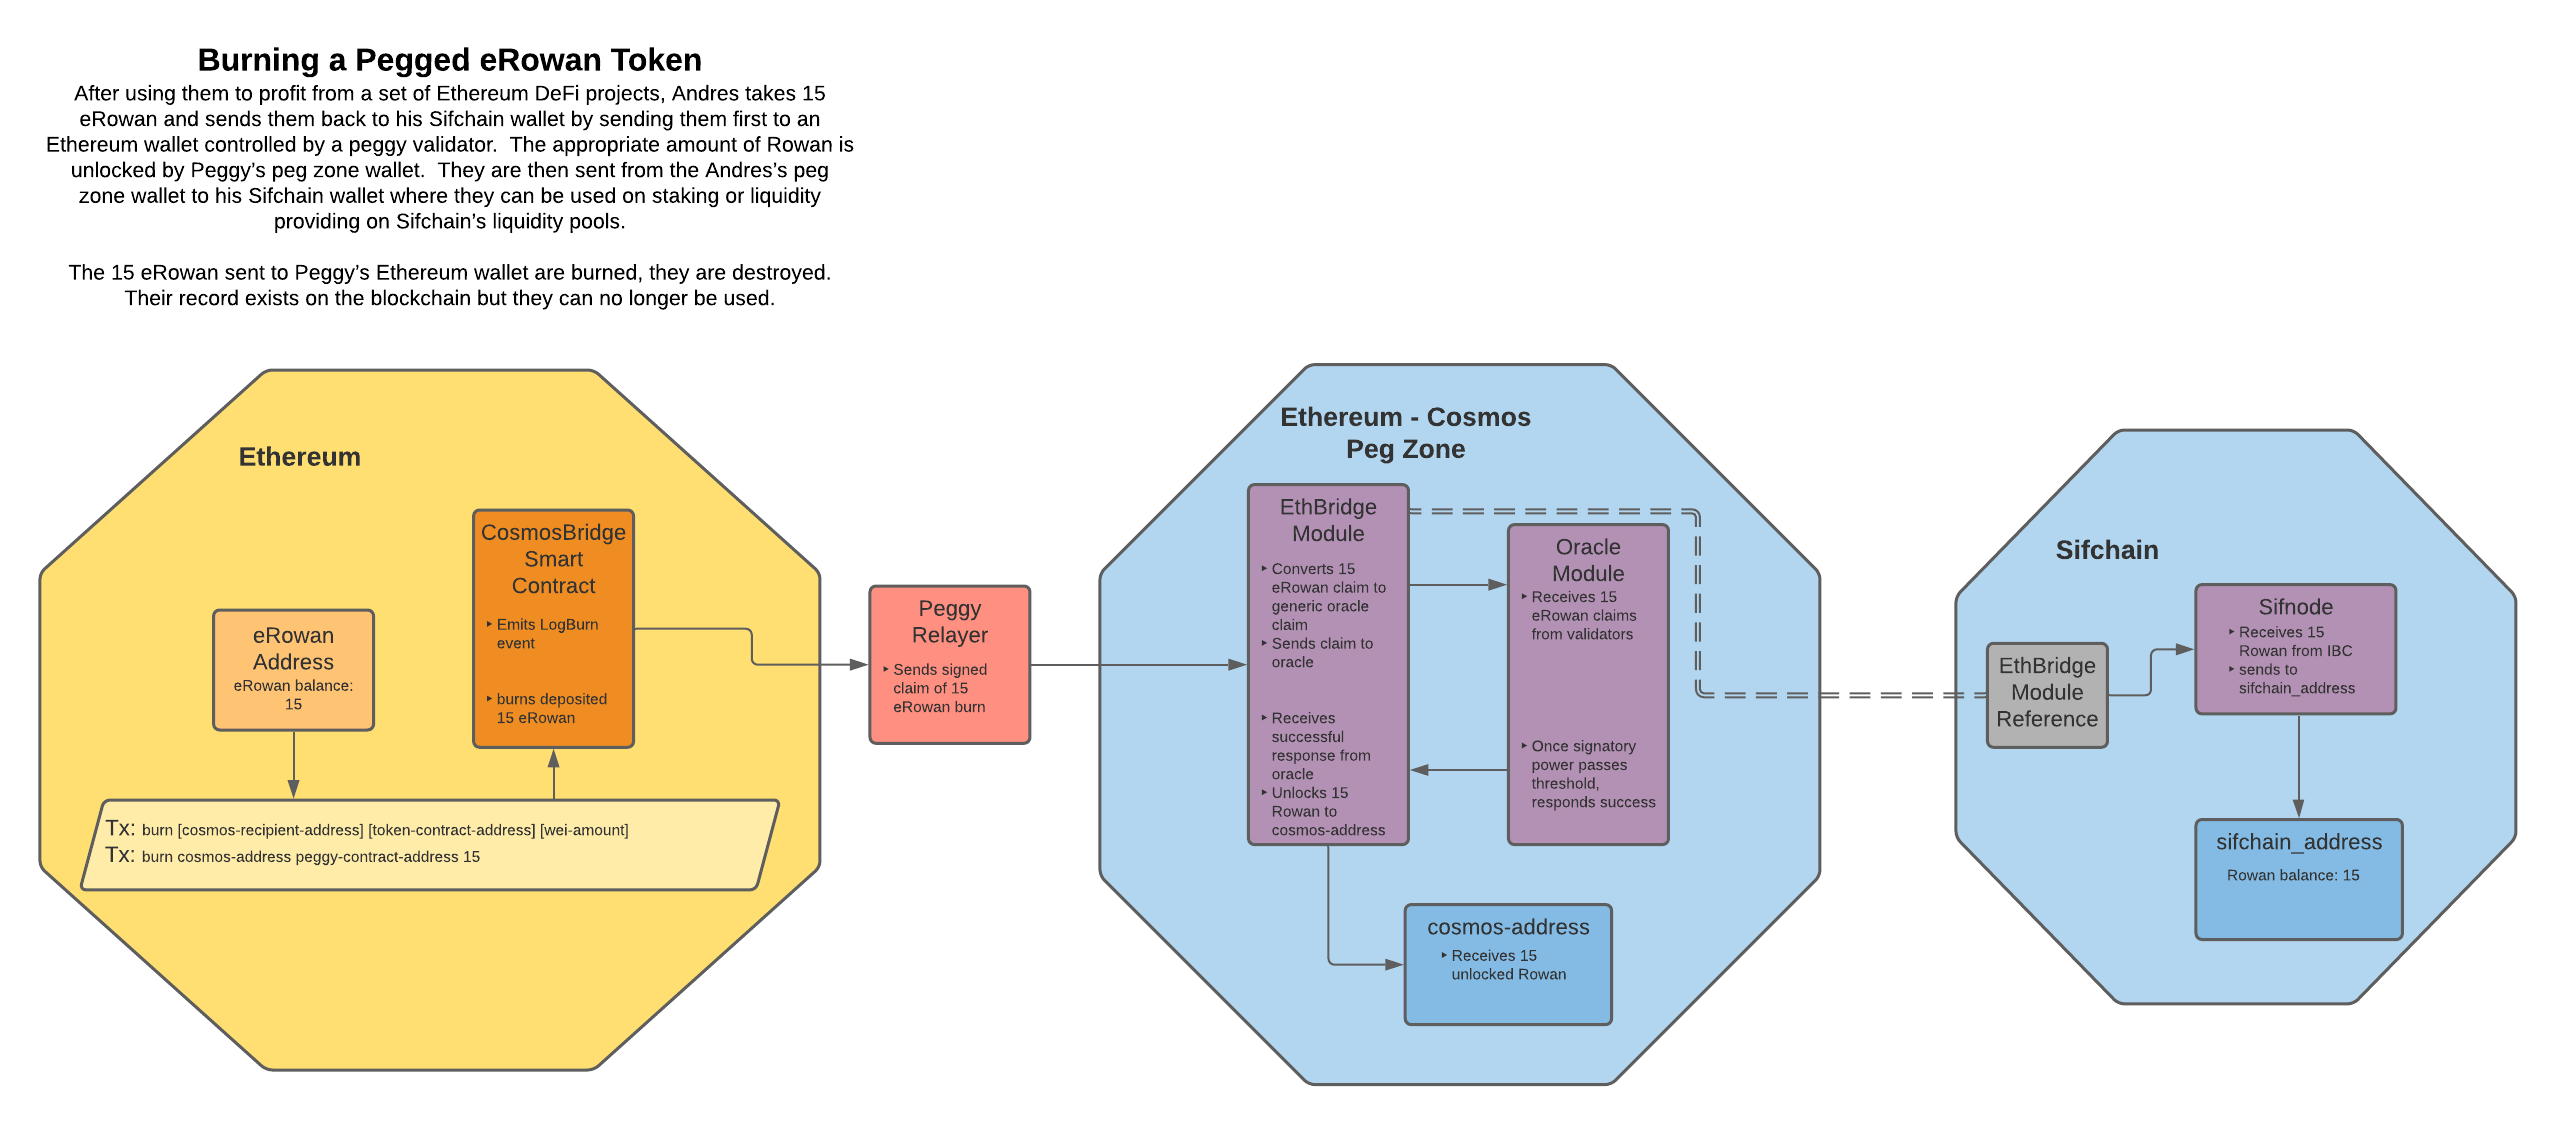 Burning a Pegged eRowan Token
After using them to profit from a set of Ethereum DeFi projects, Andres takes 15
eRowan and sends them back to his Sifchain wallet by sending them first to an
Ethereum wallet controlled by a peggy validator.  The appropriate amount of Rowan is
unlocked by Peggy’s peg zone wallet.  They are then sent from the Andres’s peg
zone wallet to his Sifchain wallet where they can be used on staking or liquidity
providing on Sifchain’s liquidity pools.
The 15 eRowan sent to Peggy’s Ethereum wallet are burned, they are destroyed.
Their record exists on the blockchain but they can no longer be used.
Ethereum
eRowan
Address
eRowan balance:
15
CosmosBridge
Smart
Contract
‣ Emits LogBurn
event
‣ burns deposited
15 eRowan
Tx: burn [cosmos-recipient-address] [token-contract-address] [wei-amount]
Tx: burn cosmos-address peggy-contract-address 15
Peggy
Relayer
‣ Sends signed
claim of 15
eRowan burn
Ethereum - Cosmos
Peg Zone
EthBridge
Module
‣ Converts 15
eRowan claim to
generic oracle
claim
‣ Sends claim to
oracle
‣ Receives
successful
response from
oracle
‣ Unlocks 15
Rowan to
cosmos-address
Oracle
Module
‣ Receives 15
eRowan claims
from validators
‣ Once signatory
power passes
threshold,
responds success
cosmos-address
‣ Receives 15
unlocked Rowan
Sifchain
EthBridge
Module
Reference
Sifnode
‣ Receives 15
Rowan from IBC
‣ sends to
sifchain_address
sifchain_address
Rowan balance: 15